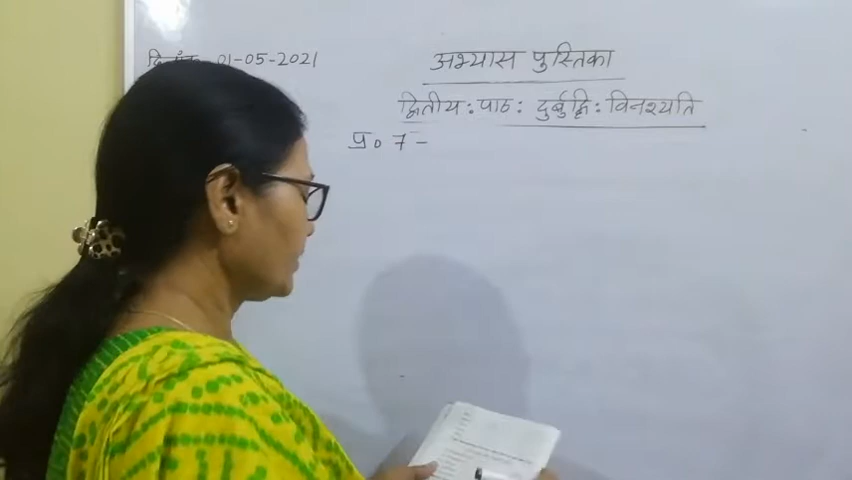 दिनांक - 01-05-2021
अभ्यास पुस्तिका
द्वितीय: पाठ: दुर्बुद्धि: विनश्यति
प्र० 7 -